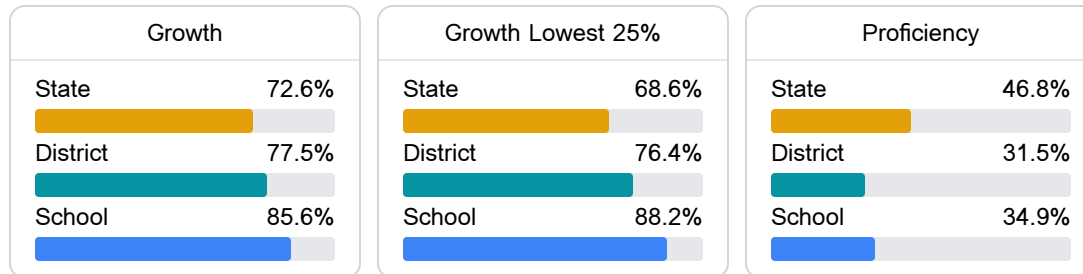 Growth
State 72.6%
District 77.5%
School 85.6%
Growth Lowest 25%
State 68.6%
District 76.4%
School 88.2%
Proficiency
State 46.8%
District 31.5%
School 34.9%